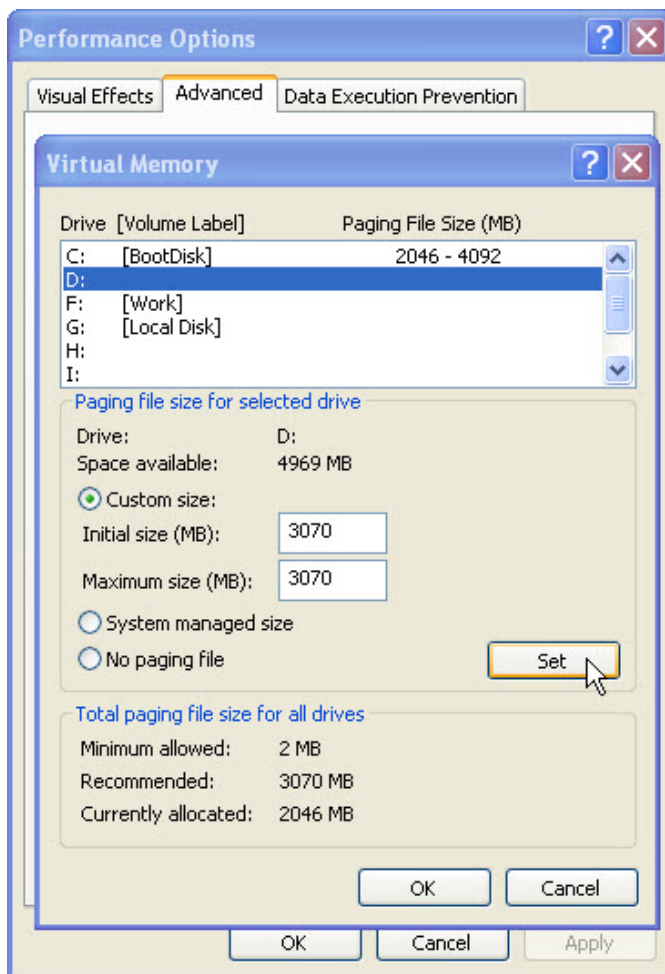 Performance Options
Visual Effects Advanced Data Execution Prevention
Virtual Memory
Drive [Volume Label] Paging File Size (MB)
C: [BootDisk] 2046 - 4092
D:
F: [Work]
G: [Local Disk]
H:
I:
Paging file size for selected drive
Drive: D:
Space available: 4969 MB
Custom size:
Initial size (MB): 3070
Maximum size (MB): 3070
System managed size
No paging file Set
Total paging file size for all drives
Minimum allowed: 2 MB
Recommended: 3070 MB
Currently allocated: 2046 MB
OK Cancel
OK Cancel Apply